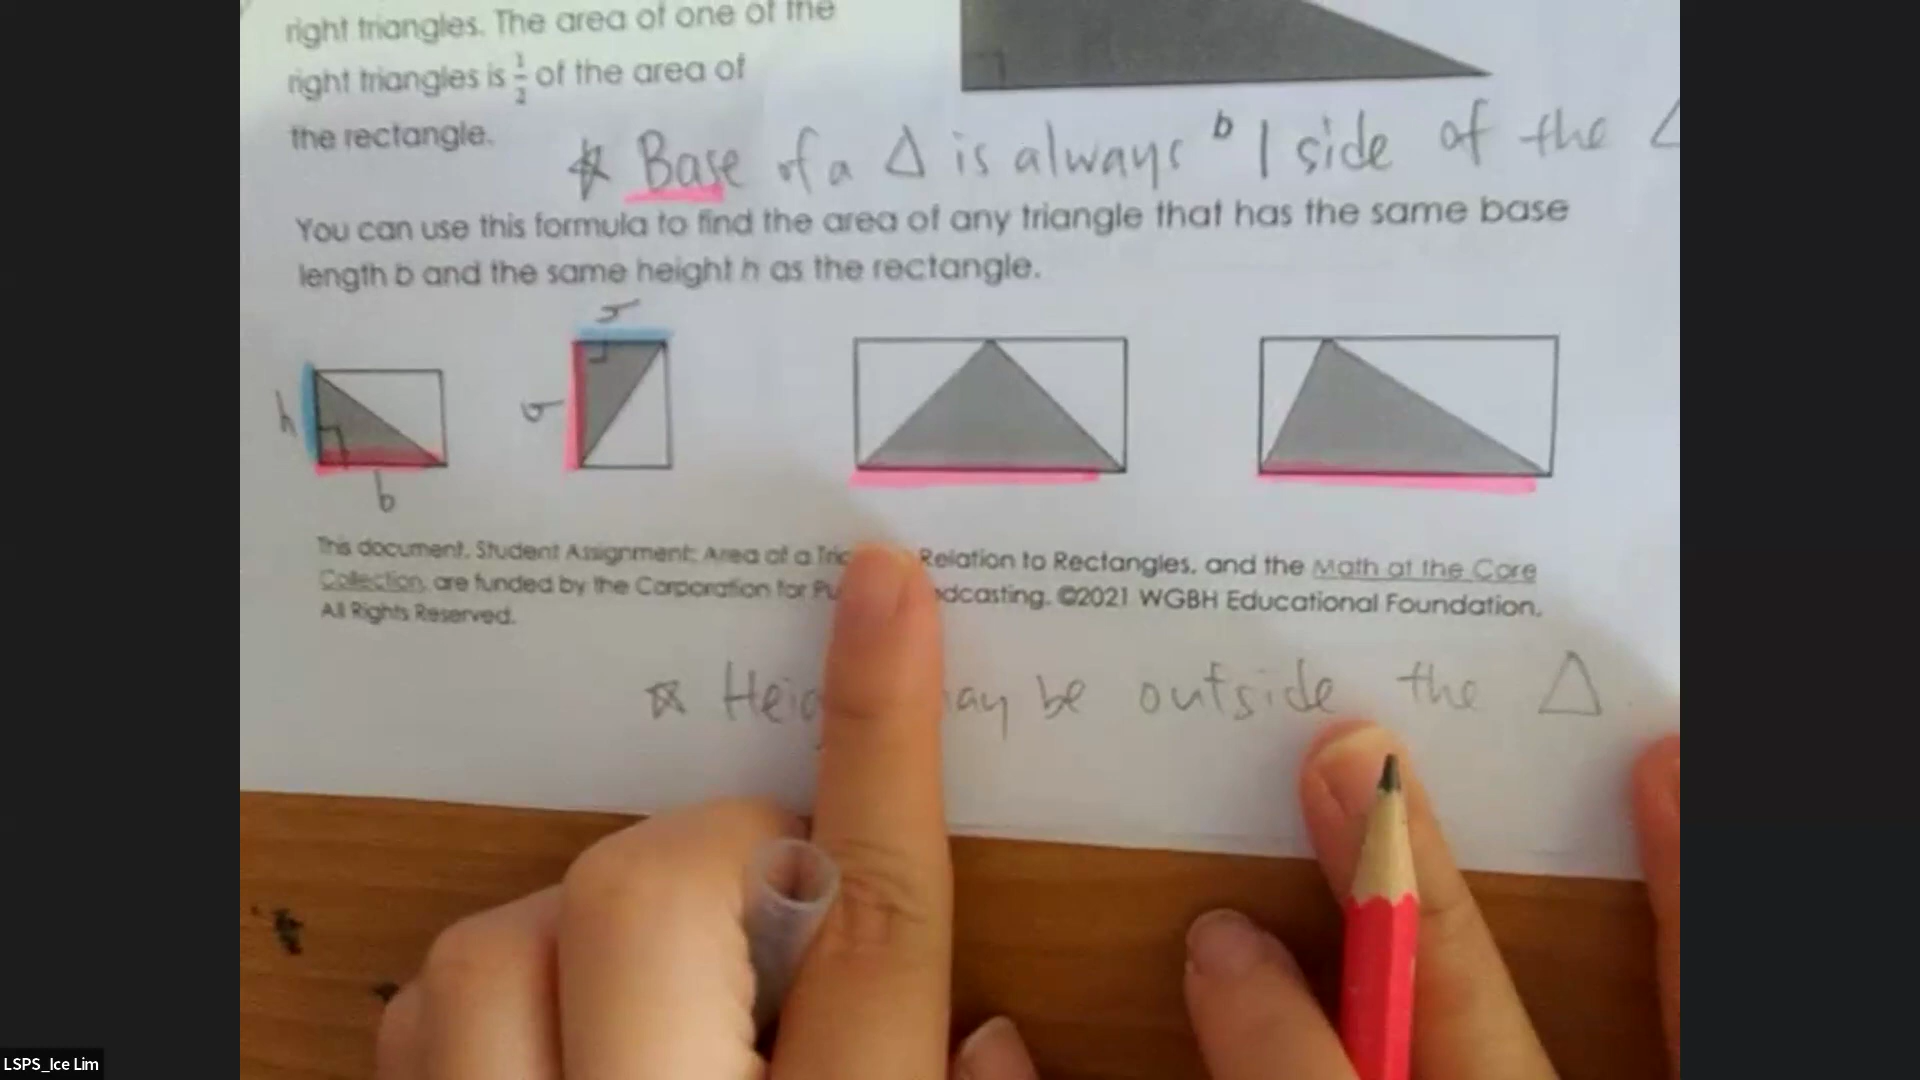 right triangles. The area of one of the
right triangles is 1/2 of the area of
the rectangle.
b
☆ Base of a △ is always 1 side of the △
You can use this formula to find the area of any triangle that has the same base
length b and the same height h as the rectangle.
h
b
This document, Student Assignment: Area of a Relation to Rectangles, and the Math at the Core
Collection, are funded by the Corporation for ©2021 WGBH Educational Foundation.
All Rights Reserved.
☆ be outside the △
LSPS_Ice Lim